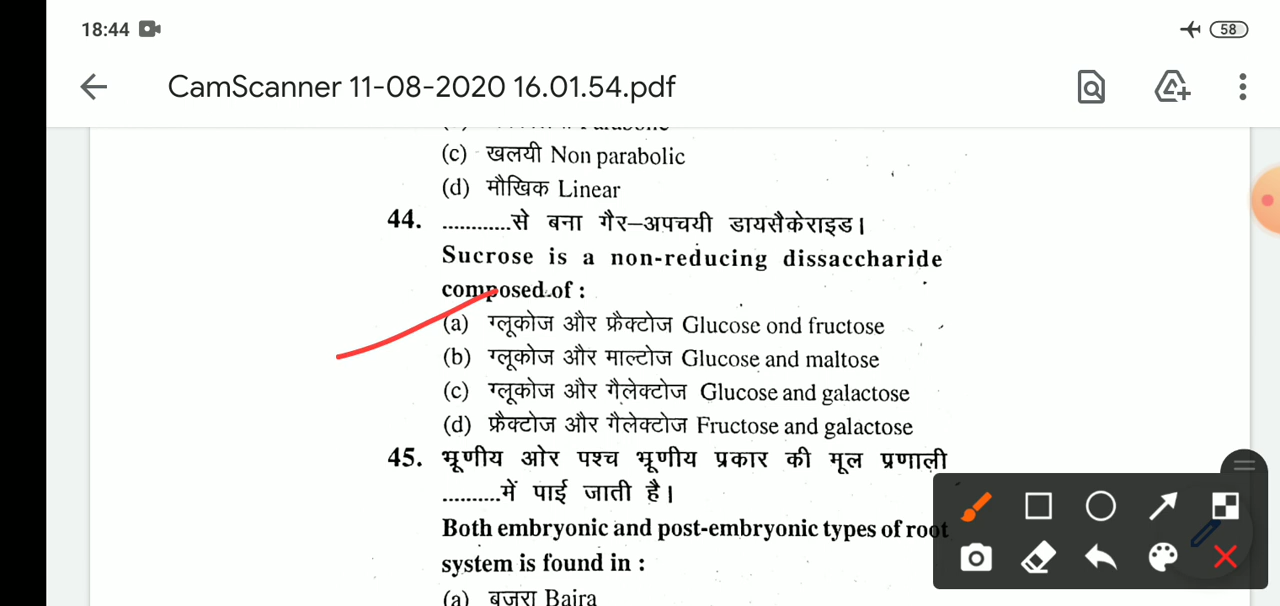 18:44
58
CamScanner 11-08-2020 16.01.54.pdf
(c) खलयी Non parabolic
(d) मौखिक Linear
44. ............से बना गैर–अपचयी डायसैकेराइड।
Sucrose is a non-reducing dissaccharide
composed.of :
(a) ग्लूकोज और फ्रैक्टोज Glucose ond fructose
(b) ग्लूकोज और माल्टोज Glucose and maltose
(c) ग्लूकोज और गैलेक्टोज Glucose and galactose
(d) फ्रैक्टोज और गैलेक्टोज Fructose and galactose
45. भ्रूणीय ओर पश्च भ्रूणीय प्रकार की मूल प्रणाली
..........में पाई जाती है।
Both embryonic and post-embryonic types of root
system is found in :
(a) बजरा Bajra